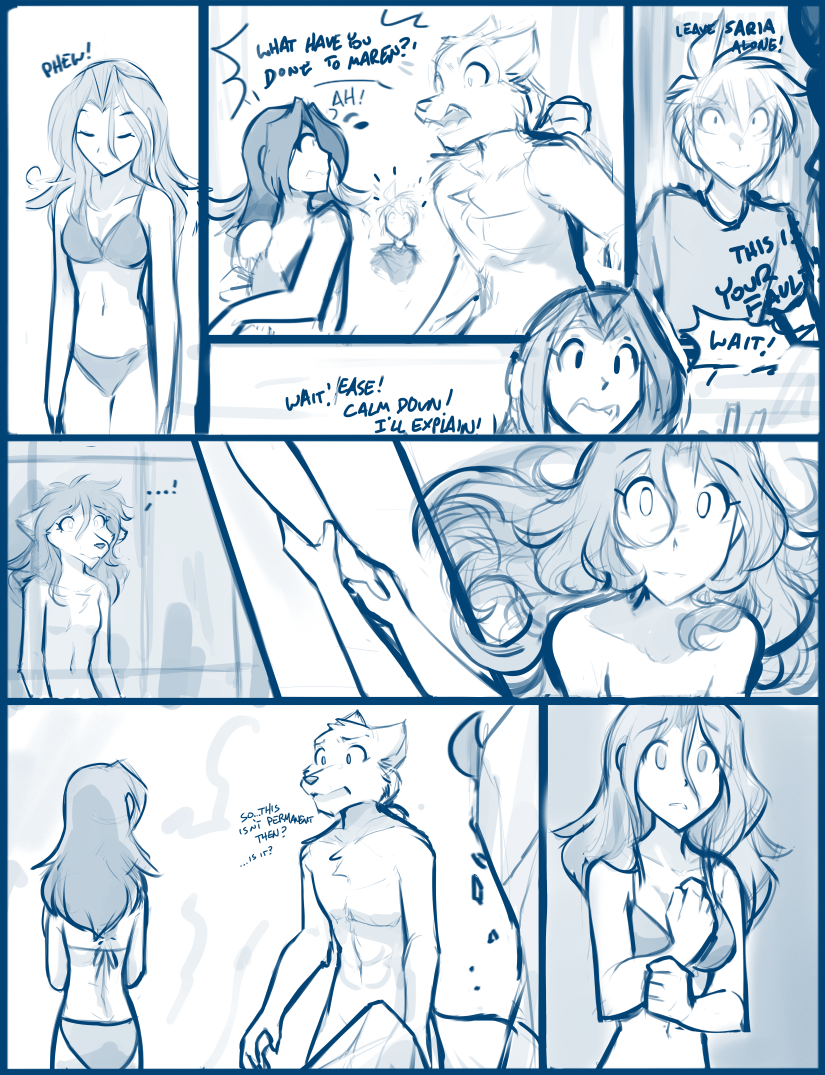 PHEW!
WHAT HAVE YOU
DONE TO MAREN?!
AH!
LEAVE SARIA
ALONE!
THIS IS
YOUR
FAULT
WAIT!
WAIT! EASE!
CALM DOWN!
I'LL EXPLAIN!
...!
SO...THIS
ISN'T PERMANENT
THEN?
...IS IT?